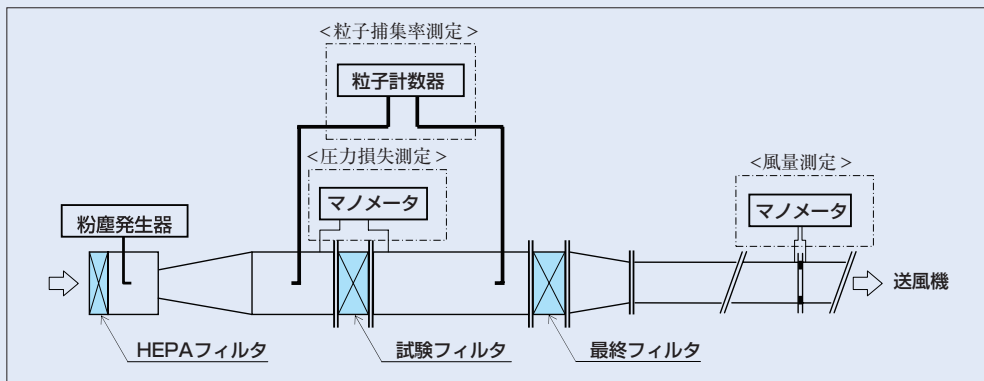 <粒子捕集率測定>
粒子計数器
<圧力損失測定>
マノメータ
<風量測定>
マノメータ
粉塵発生器
送風機
HEPAフィルタ
試験フィルタ
最終フィルタ